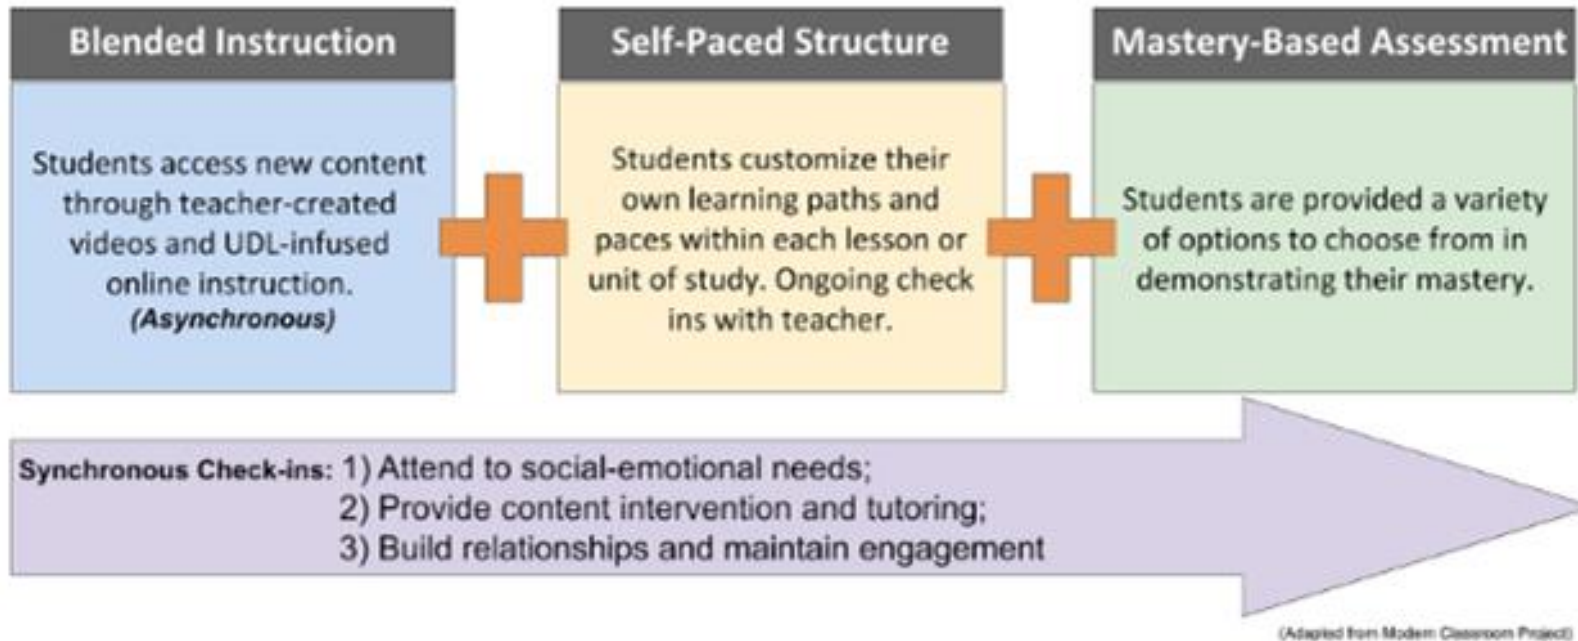 Blended Instruction
Students access new content
through teacher-created
videos and UDL-infused
online instruction.
(Asynchronous)
Self-Paced Structure
Students customize their
own learning paths and
paces within each lesson or
unit of study. Ongoing check
ins with teacher.
Mastery-Based Assessment
Students are provided a variety
of options to choose from in
demonstrating their mastery.
Synchronous Check-ins: 1) Attend to social-emotional needs;
2) Provide content intervention and tutoring;
3) Build relationships and maintain engagement
(Adapted from Modern Classroom Project)